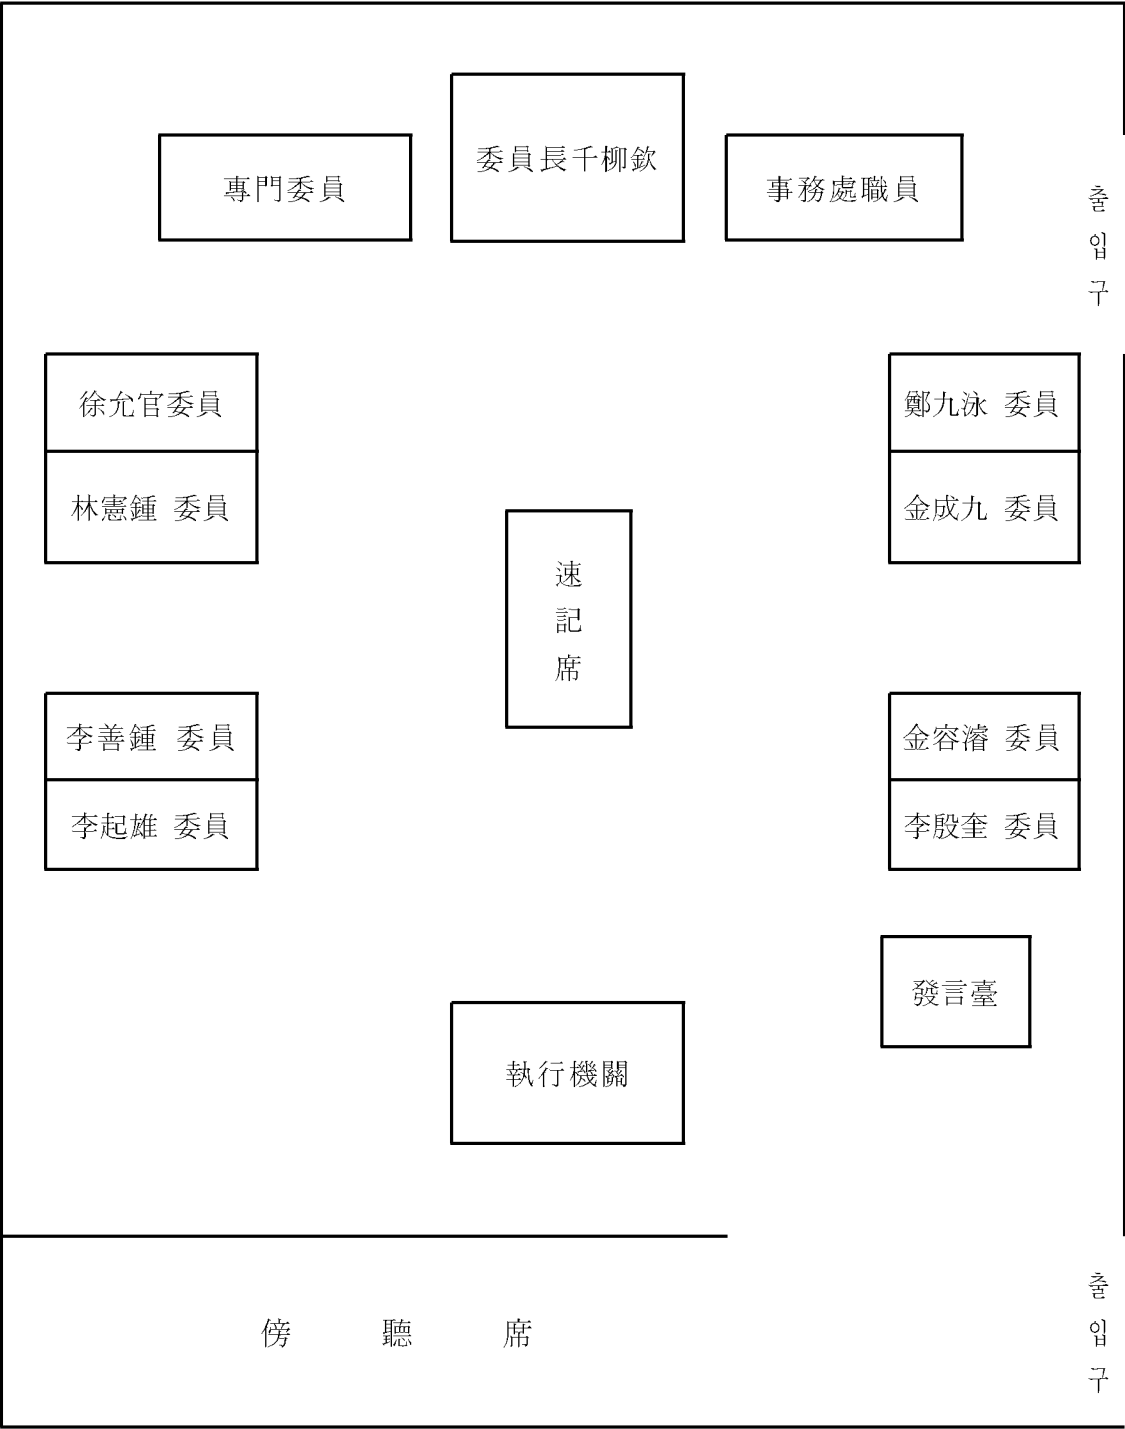 委員長千柳欽
專門委員
事務處職員
출입구
徐允官委員
鄭九泳 委員
林憲鍾 委員
金成九 委員
速記席
李善鍾 委員
金容濬 委員
李起雄 委員
李殷奎 委員
發言臺
執行機關
傍聽席
출입구